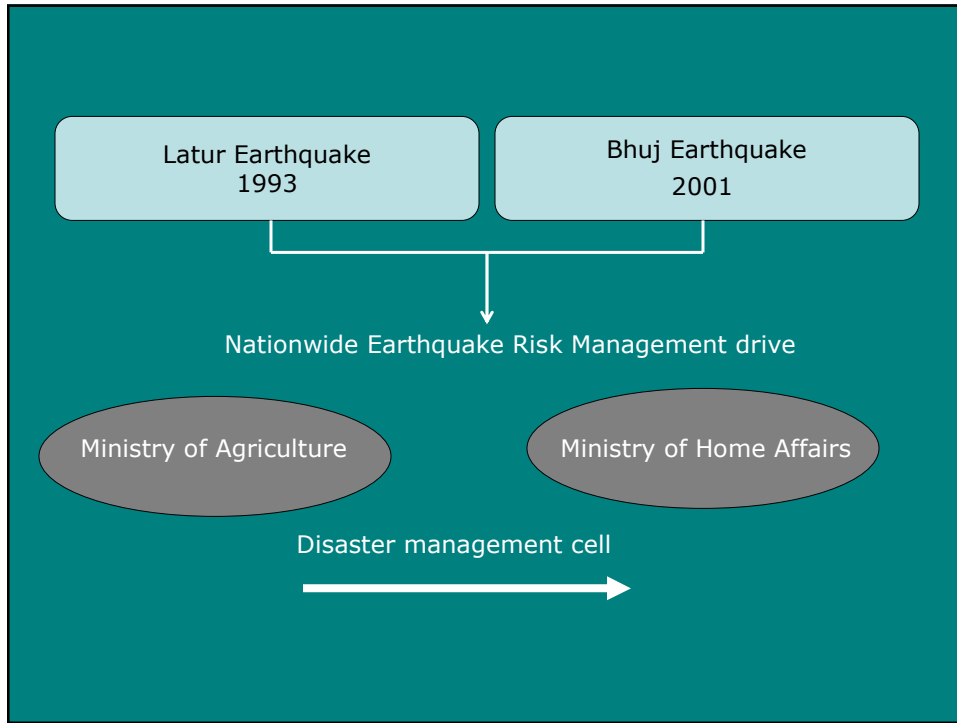 Latur Earthquake
1993
Bhuj Earthquake
2001
Nationwide Earthquake Risk Management drive
Ministry of Agriculture
Ministry of Home Affairs
Disaster management cell